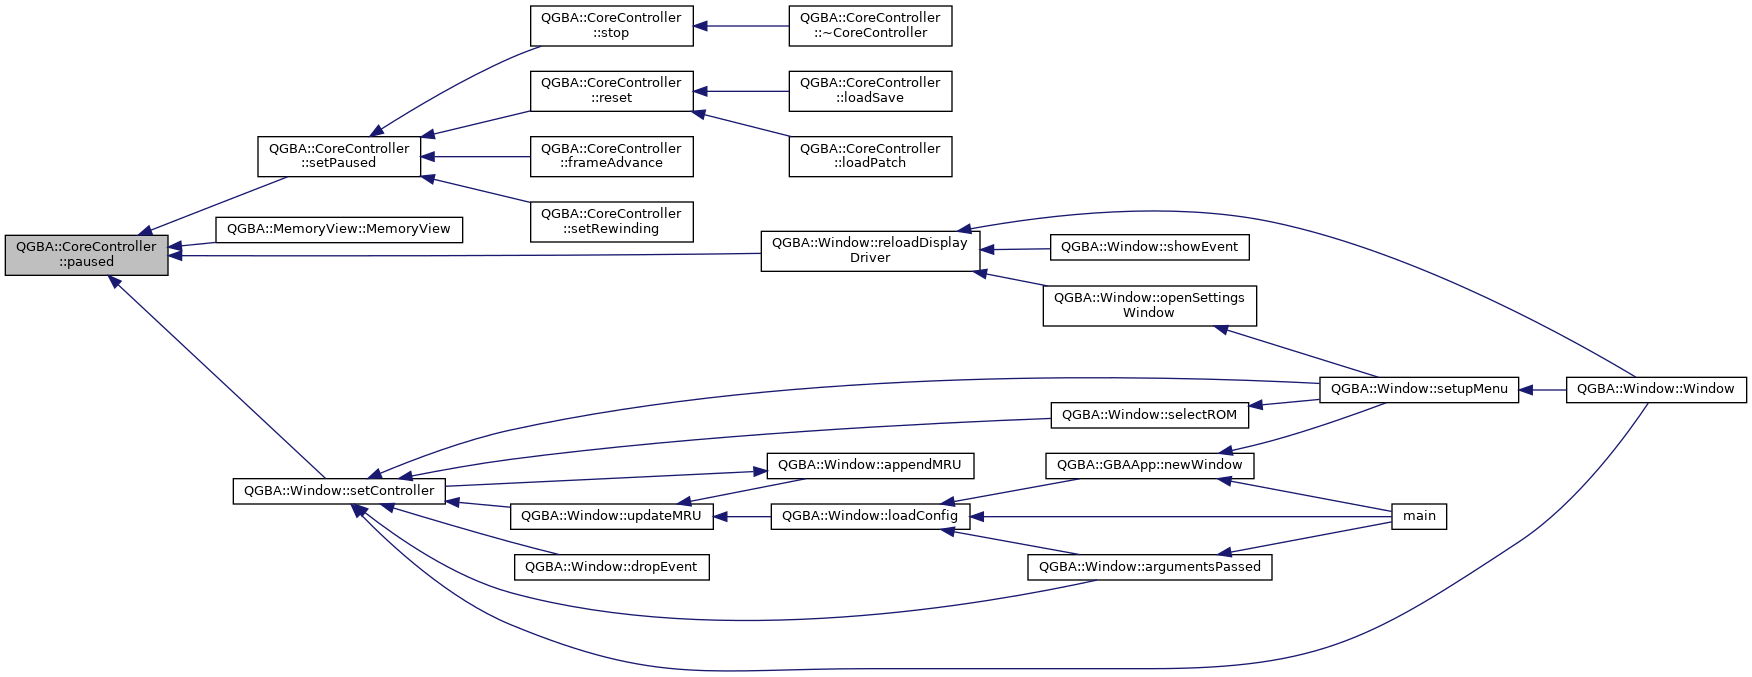 QGBA::CoreController
::stop
QGBA::CoreController
::~CoreController
QGBA::CoreController
::reset
QGBA::CoreController
::loadSave
QGBA::CoreController
::setPaused
QGBA::CoreController
::frameAdvance
QGBA::CoreController
::loadPatch
QGBA::CoreController
::setRewinding
QGBA::MemoryView::MemoryView
QGBA::CoreController
::paused
QGBA::Window::reloadDisplay
Driver
QGBA::Window::showEvent
QGBA::Window::openSettings
Window
QGBA::Window::setupMenu
QGBA::Window::Window
QGBA::Window::selectROM
QGBA::Window::appendMRU
QGBA::GBAApp::newWindow
QGBA::Window::setController
QGBA::Window::updateMRU
QGBA::Window::loadConfig
main
QGBA::Window::dropEvent
QGBA::Window::argumentsPassed